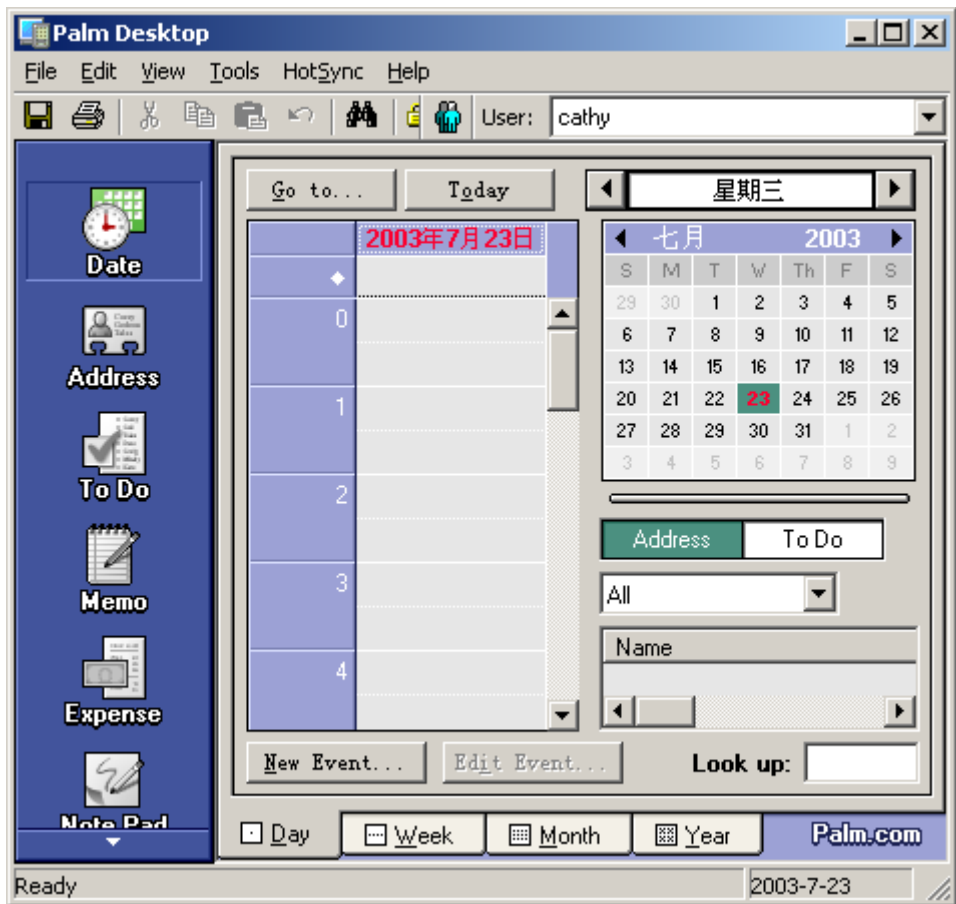 Palm Desktop
File Edit View Tools HotSync Help
User: cathy
Go to... Today 星期三
Date
Address
To Do
Memo
Expense
Note Pad
2003年7月23日
0
1
2
3
4
七月 2003
S M T W Th F S
29 30 1 2 3 4 5
6 7 8 9 10 11 12
13 14 15 16 17 18 19
20 21 22 23 24 25 26
27 28 29 30 31 1 2
3 4 5 6 7 8 9
Address To Do
All
Name
New Event... Edit Event... Look up:
Day Week Month Year Palm.com
Ready 2003-7-23